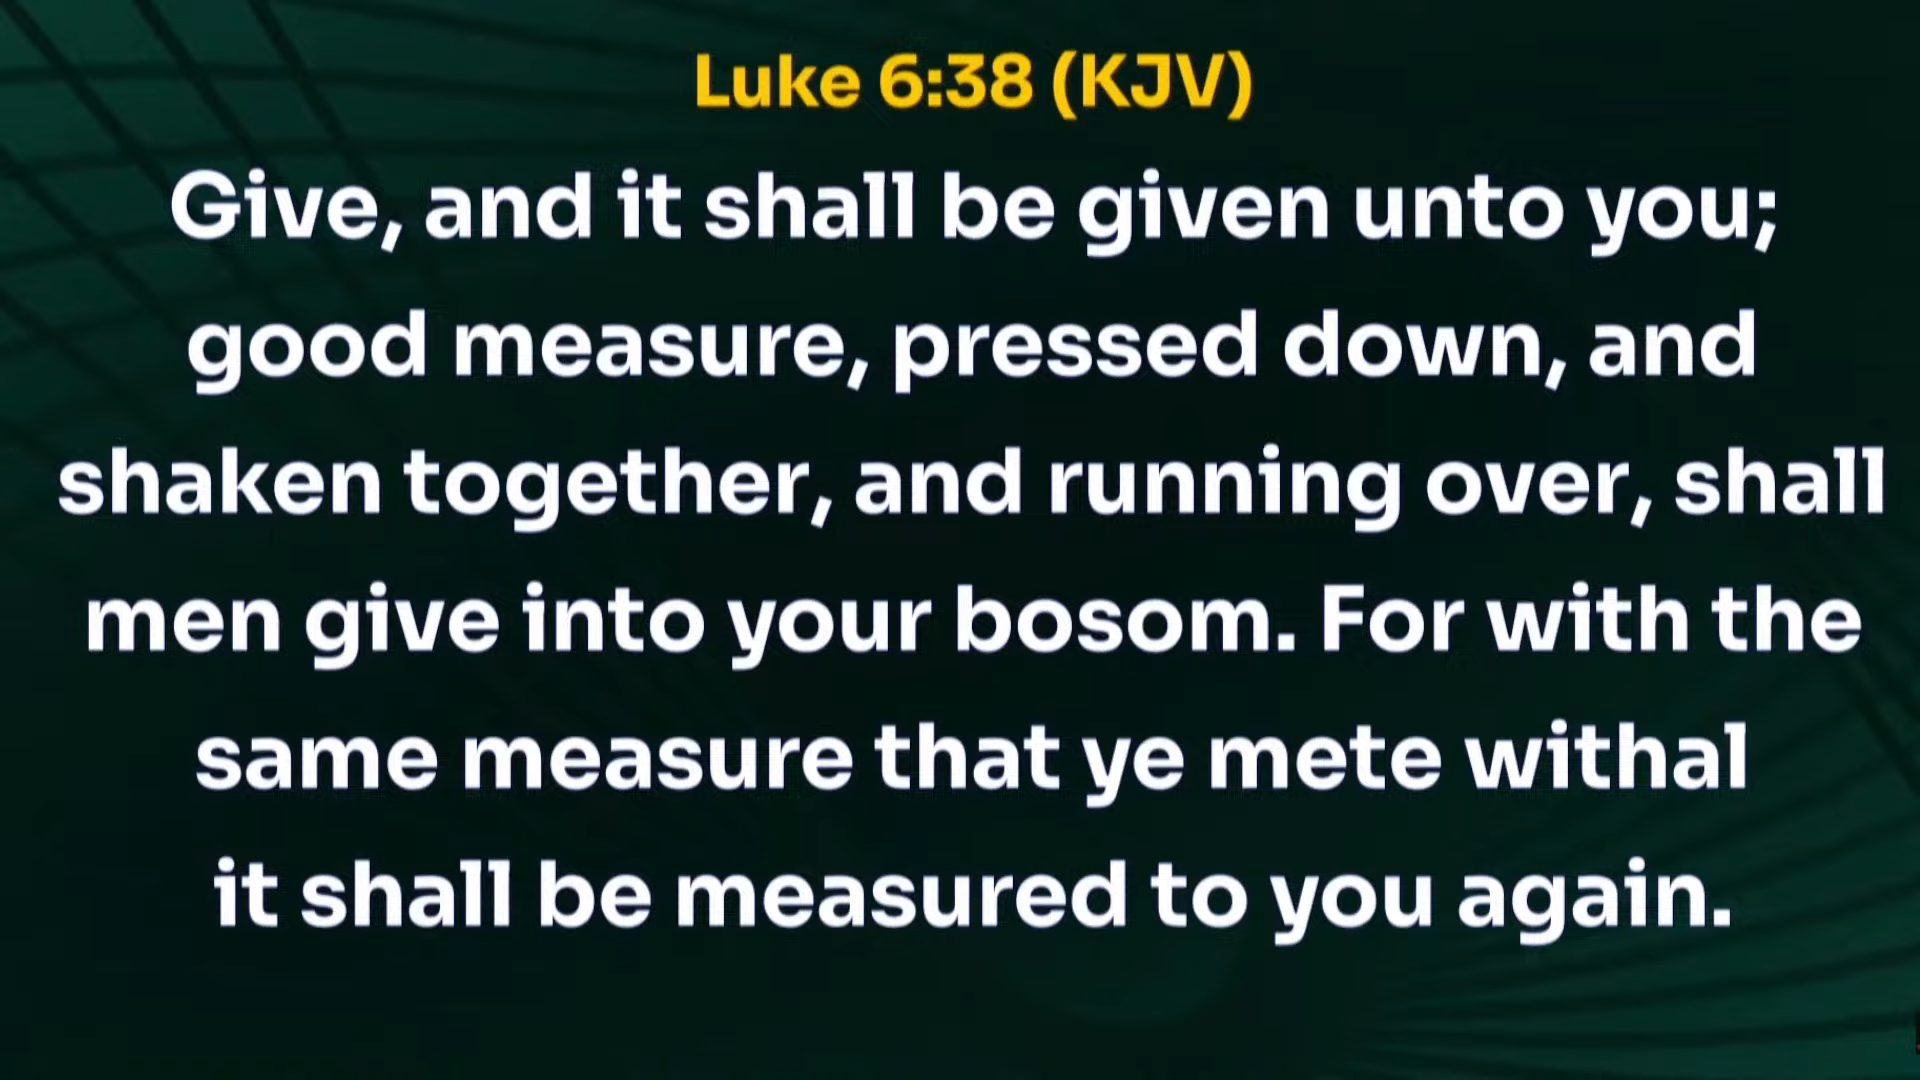 Luke 6:38 (KJV)
Give, and it shall be given unto you;
good measure, pressed down, and
shaken together, and running over, shall
men give into your bosom. For with the
same measure that ye mete withal
it shall be measured to you again.